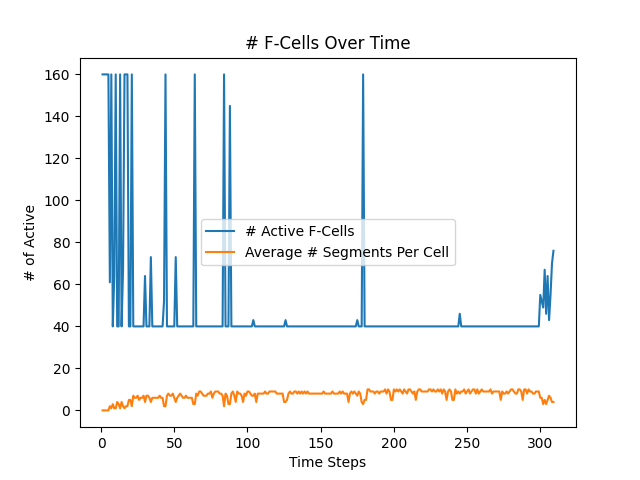 # F-Cells Over Time
# of Active
160
140
120
100
80
60
40
20
0
# Active F-Cells
Average # Segments Per Cell
0 50 100 150 200 250 300
Time Steps